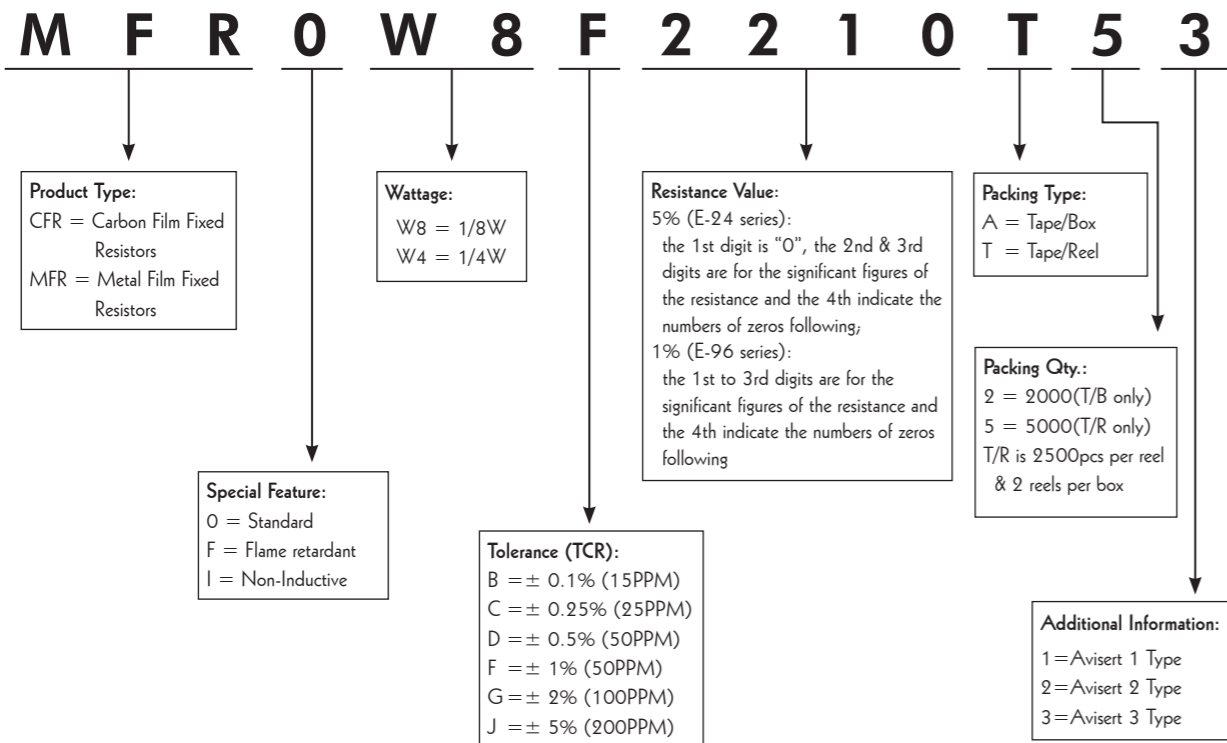 M F R 0 W 8 F 2 2 1 0 T 5 3
Product Type:
CFR = Carbon Film Fixed
Resistors
MFR = Metal Film Fixed
Resistors
Wattage:
W8 = 1/8W
W4 = 1/4W
Resistance Value:
5% (E-24 series):
the 1st digit is “0”, the 2nd & 3rd
digits are for the significant figures of
the resistance and the 4th indicate the
numbers of zeros following;
1% (E-96 series):
the 1st to 3rd digits are for the
significant figures of the resistance and
the 4th indicate the numbers of zeros
following
Packing Type:
A = Tape/Box
T = Tape/Reel
Packing Qty.:
2 = 2000(T/B only)
5 = 5000(T/R only)
T/R is 2500pcs per reel
& 2 reels per box
Special Feature:
0 = Standard
F = Flame retardant
I = Non-Inductive
Tolerance (TCR):
B =± 0.1% (15PPM)
C =± 0.25% (25PPM)
D =± 0.5% (50PPM)
F =± 1% (50PPM)
G =± 2% (100PPM)
J =± 5% (200PPM)
Additional Information:
1=Avisert 1 Type
2=Avisert 2 Type
3=Avisert 3 Type